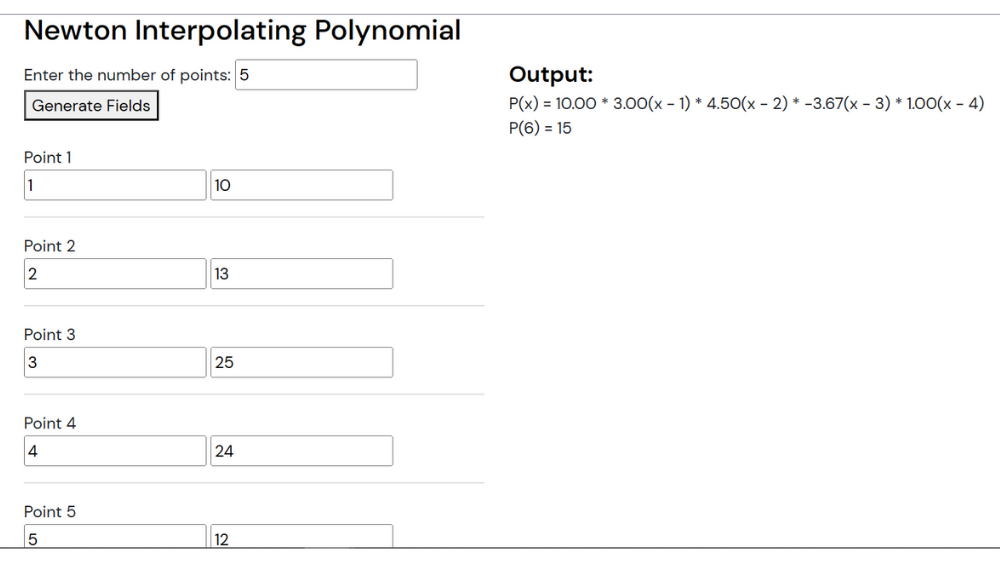 Newton Interpolating Polynomial
Enter the number of points: 5
Generate Fields
Point 1
1 10
Point 2
2 13
Point 3
3 25
Point 4
4 24
Point 5
5 12
Output:
P(x) = 10.00 * 3.00(x - 1) * 4.50(x - 2) * -3.67(x - 3) * 1.00(x - 4)
P(6) = 15